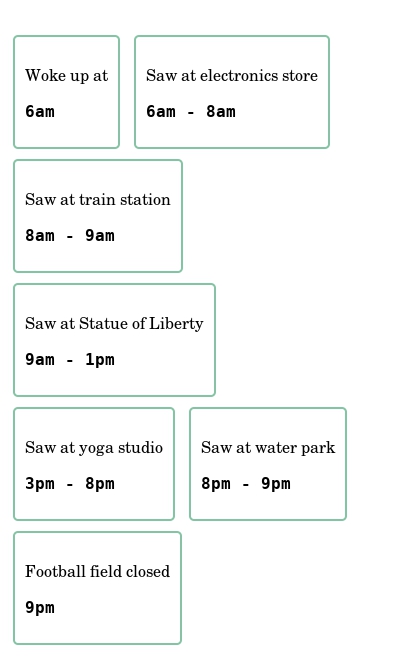 Woke up at
6am
Saw at electronics store
6am - 8am
Saw at train station
8am - 9am
Saw at Statue of Liberty
9am - 1pm
Saw at yoga studio
3pm - 8pm
Saw at water park
8pm - 9pm
Football field closed
9pm